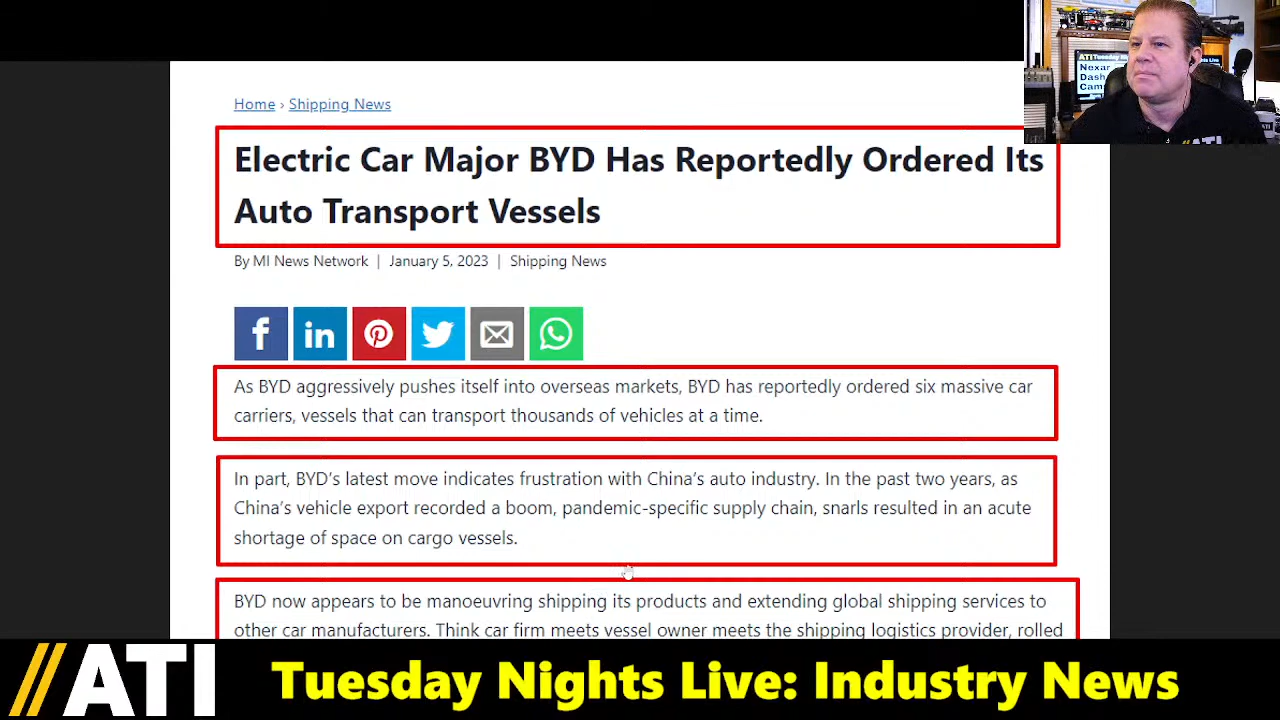 Home › Shipping News
Electric Car Major BYD Has Reportedly Ordered Its
Auto Transport Vessels
By MI News Network | January 5, 2023 | Shipping News
As BYD aggressively pushes itself into overseas markets, BYD has reportedly ordered six massive car
carriers, vessels that can transport thousands of vehicles at a time.
In part, BYD's latest move indicates frustration with China's auto industry. In the past two years, as
China's vehicle export recorded a boom, pandemic-specific supply chain, snarls resulted in an acute
shortage of space on cargo vessels.
BYD now appears to be manoeuvring shipping its products and extending global shipping services to
other car manufacturers. Think car firm meets vessel owner meets the shipping logistics provider, rolled
//ATI
Tuesday Nights Live: Industry News
ATI
Nexar
Dash
Cam
ATI